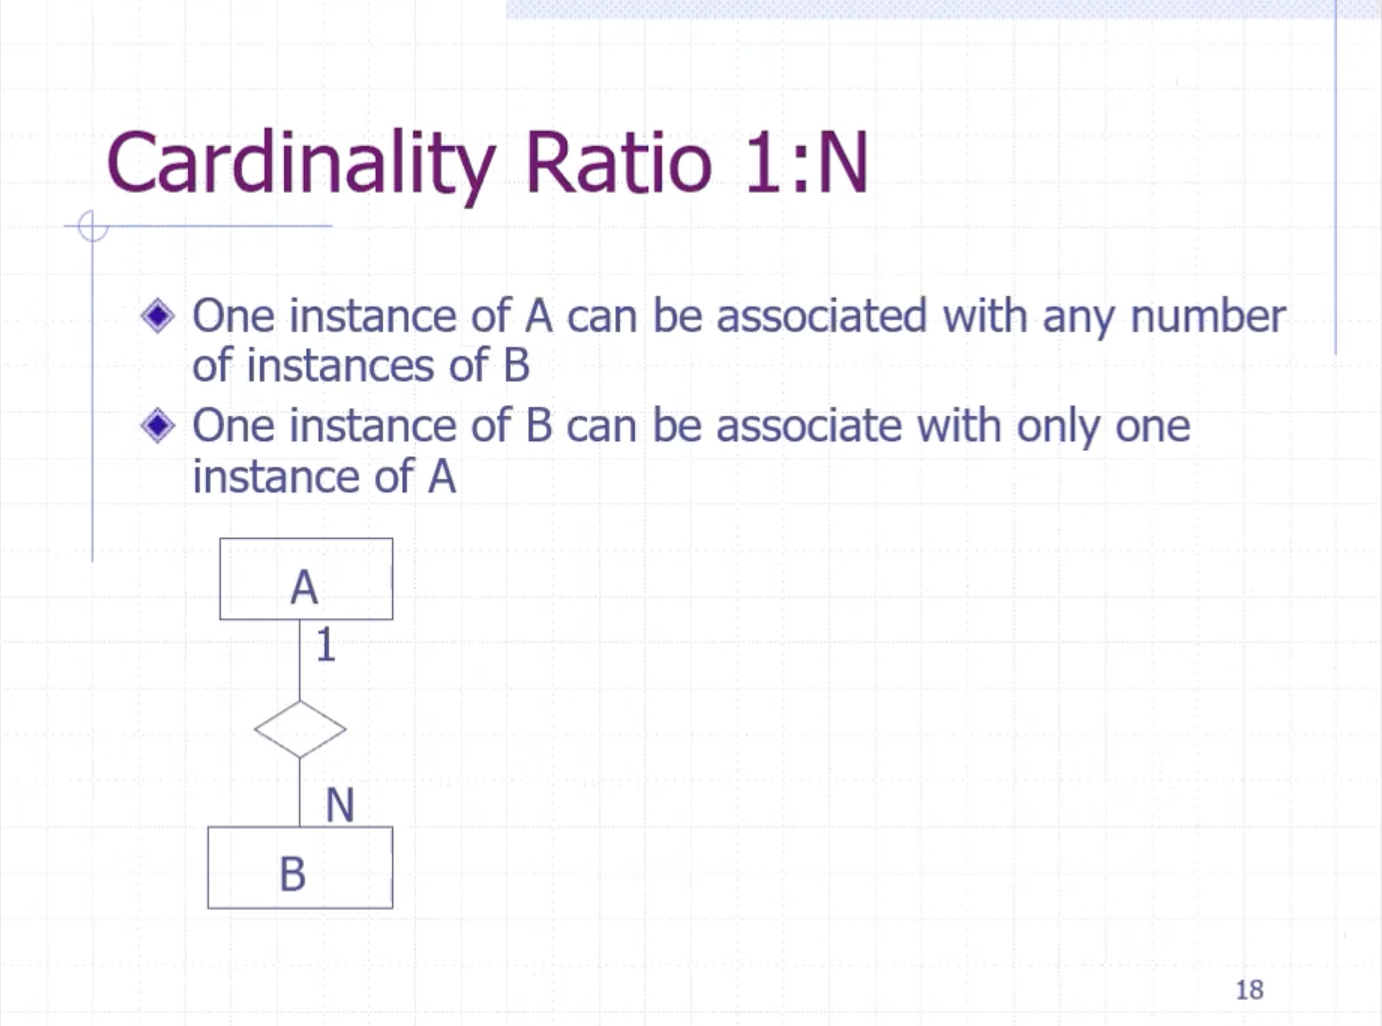 Cardinality Ratio 1:N
One instance of A can be associated with any number
of instances of B
One instance of B can be associate with only one
instance of A
A
1
N
B
18